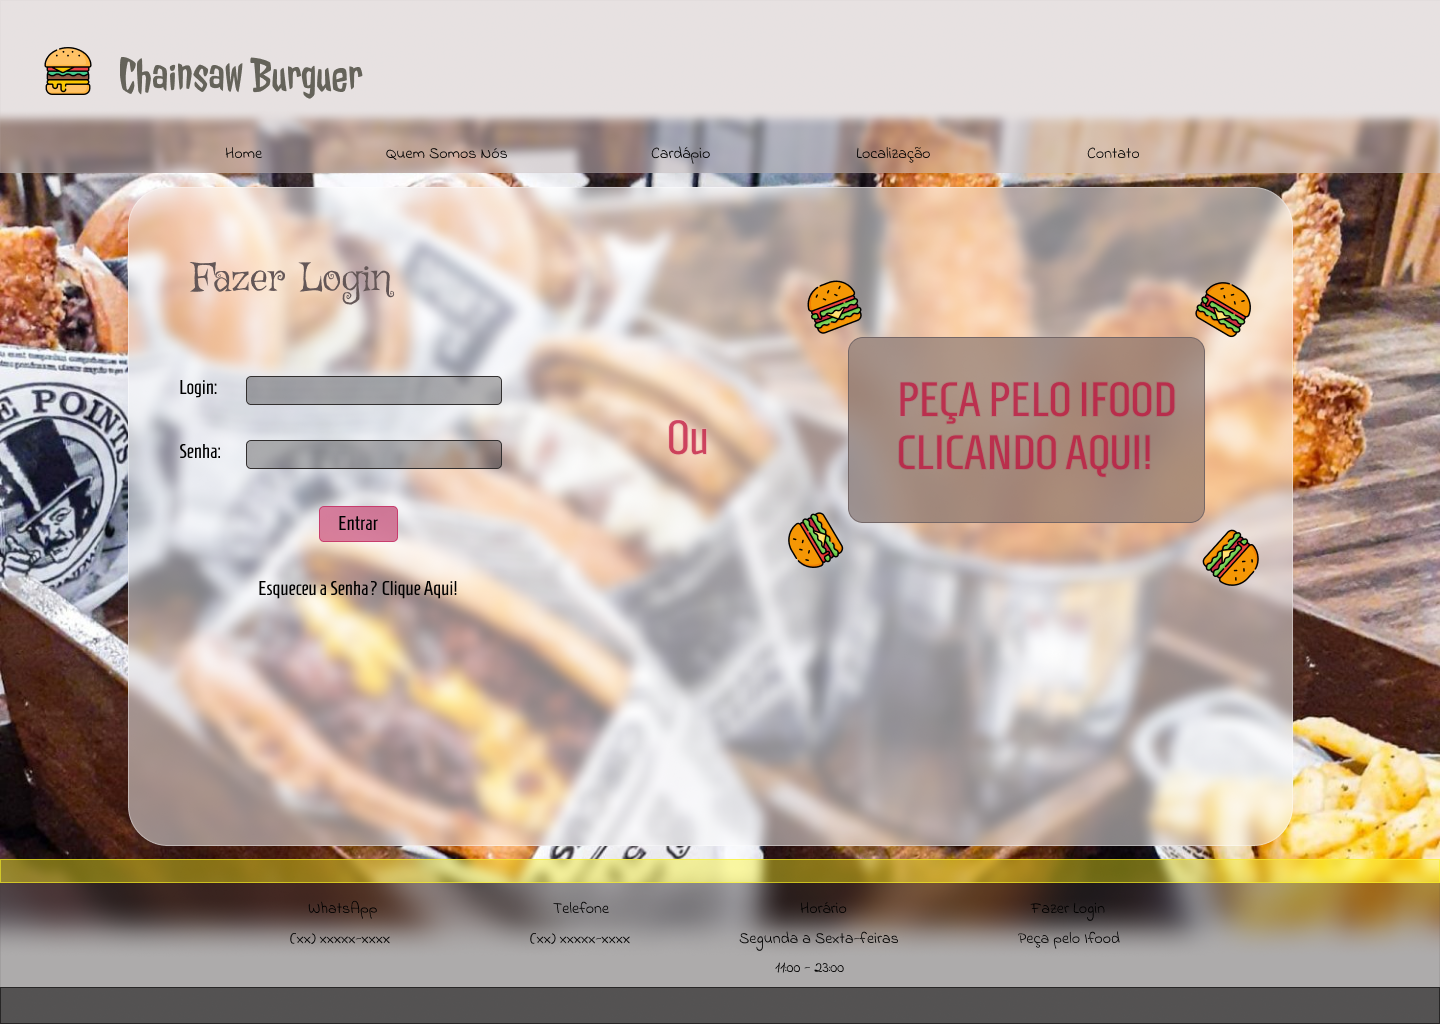 Chainsaw Burguer
Home Quem Somos Nós Cardápio Localização Contato
Fazer Login
Login:
Senha:
Entrar
Esqueceu a Senha? Clique Aqui!
Ou
PEÇA PELO IFOOD
CLICANDO AQUI!
E POINTS
WhatsApp Telefone Horário Fazer Login
(xx) xxxxx-xxxx (xx) xxxxx-xxxx Segunda a Sexta-feiras Peça pelo Ifood
11:00 - 23:00